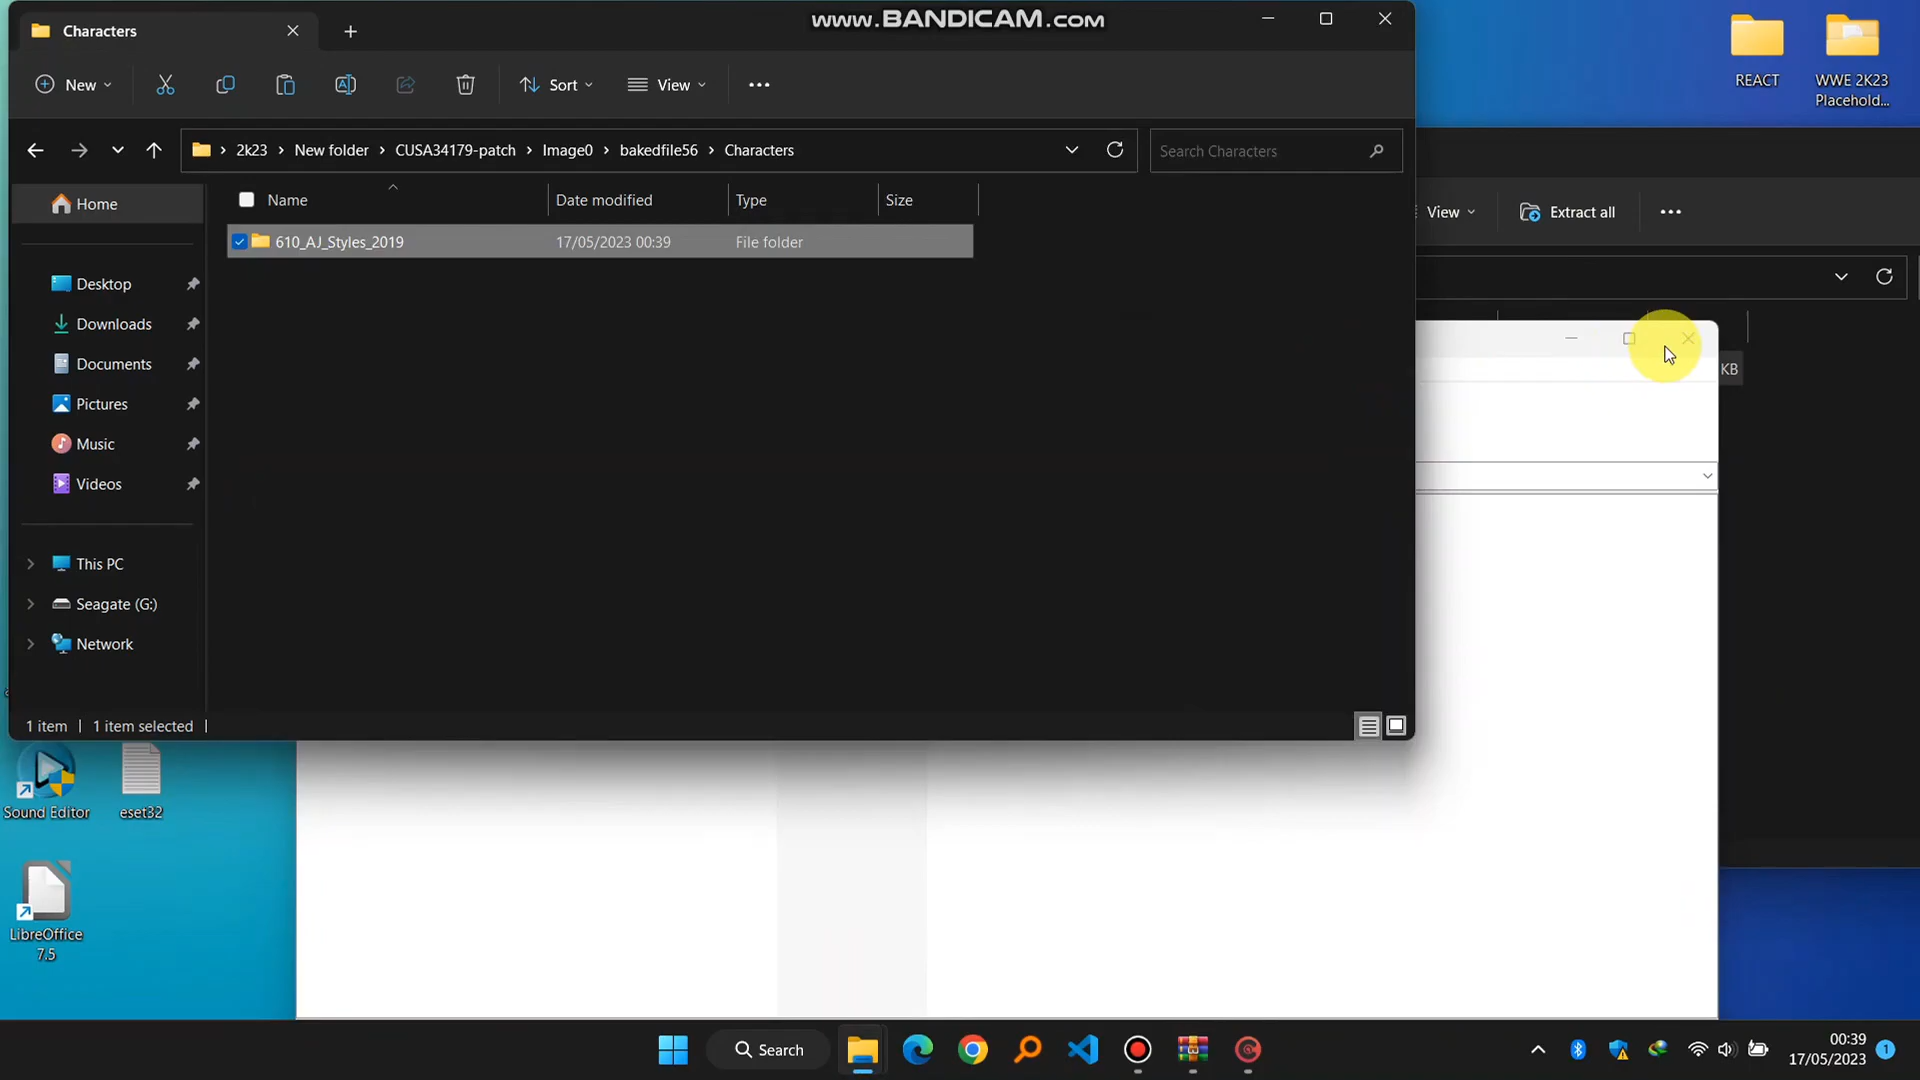 Characters
www.BANDICAM.com
New
Sort
View
2k23 > New folder > CUSA34179-patch > Image0 > bakedfile56 > Characters
Search Characters
Home
Name
Date modified
Type
Size
610_AJ_Styles_2019
17/05/2023 00:39
File folder
Desktop
Downloads
Documents
Pictures
Music
Videos
This PC
Seagate (G:)
Network
1 item
1 item selected
REACT
WWE 2K23
Placehold...
View
Extract all
KB
Sound Editor
eset32
LibreOffice
7.5
Search
00:39
17/05/2023
1